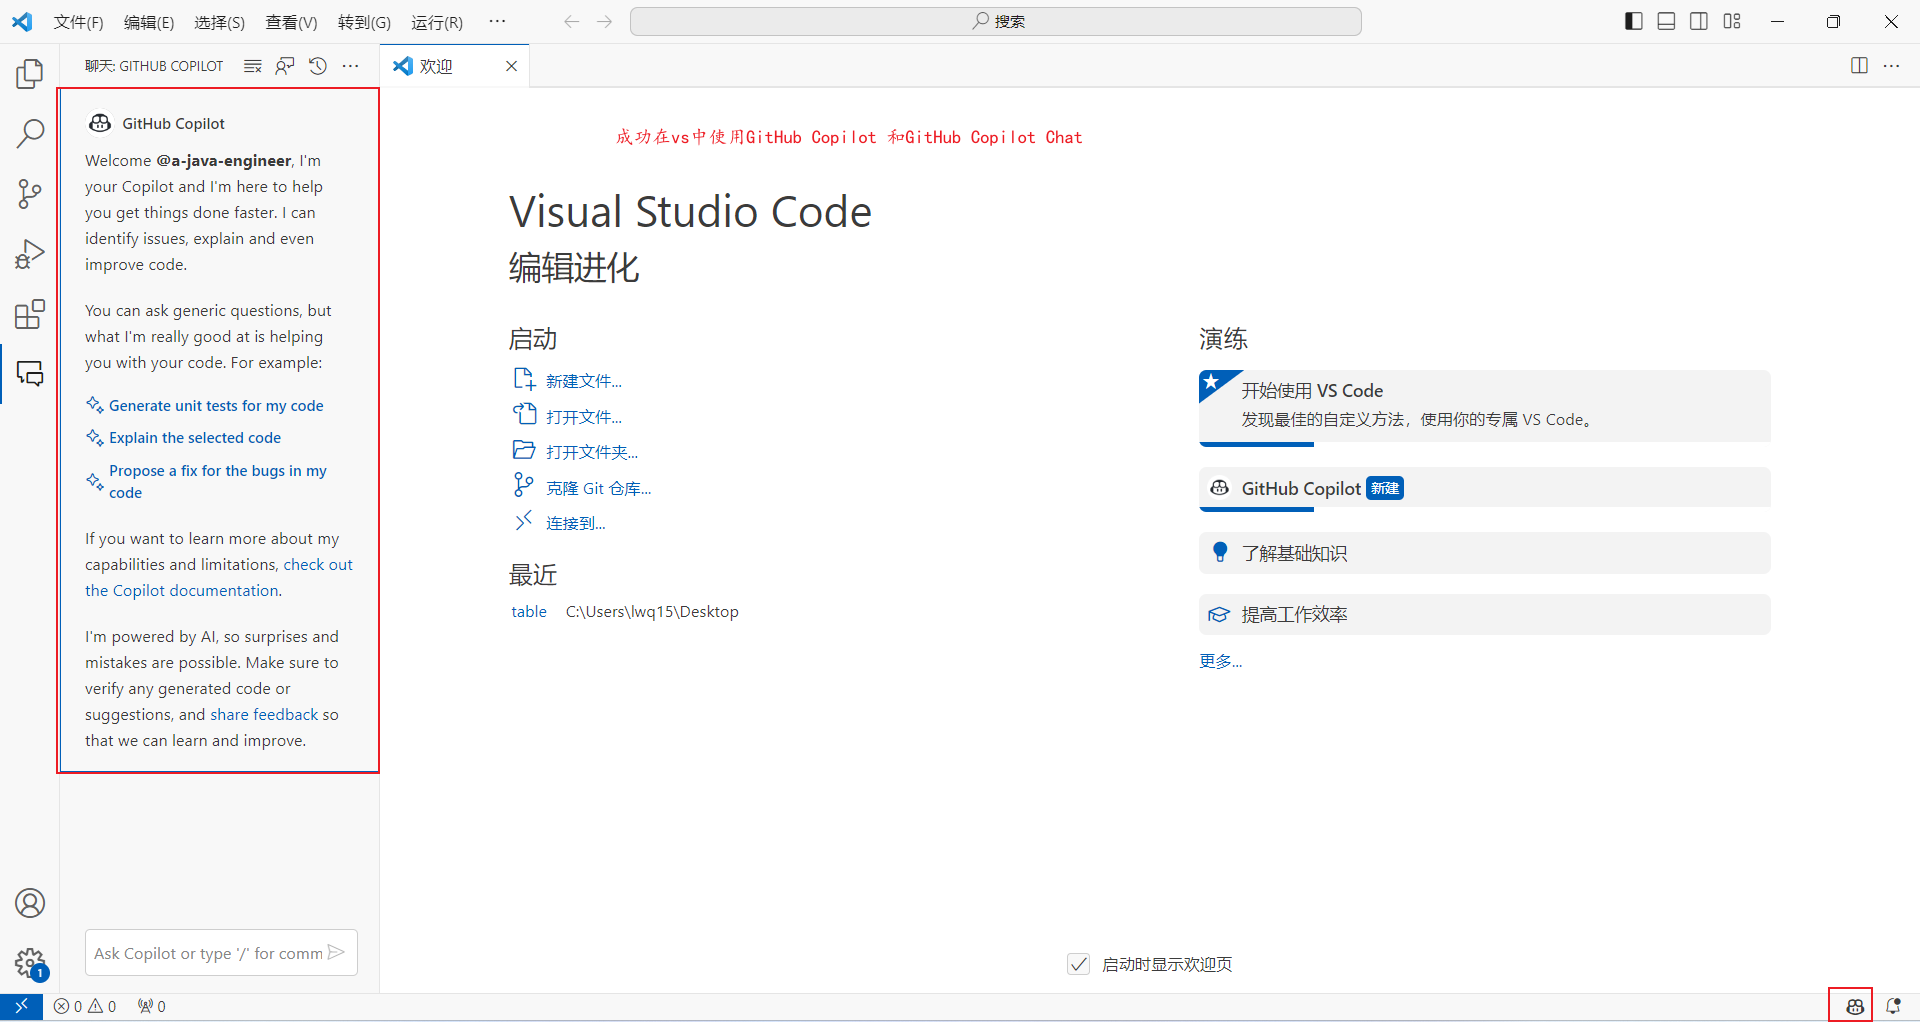 文件(F) 编辑(E) 选择(S) 查看(V) 转到(G) 运行(R) ··· 搜索
聊天: GITHUB COPILOT
欢迎
GitHub Copilot
Welcome @a-java-engineer, I'm
your Copilot and I'm here to help
you get things done faster. I can
identify issues, explain and even
improve code.
You can ask generic questions, but
what I'm really good at is helping
you with your code. For example:
Generate unit tests for my code
Explain the selected code
Propose a fix for the bugs in my
code
If you want to learn more about my
capabilities and limitations, check out
the Copilot documentation.
I'm powered by AI, so surprises and
mistakes are possible. Make sure to
verify any generated code or
suggestions, and share feedback so
that we can learn and improve.
Ask Copilot or type '/' for comm
成功在vs中使用GitHub Copilot 和GitHub Copilot Chat
Visual Studio Code
编辑进化
启动
新建文件...
打开文件...
打开文件夹...
克隆 Git 仓库...
连接到...
最近
table C:\Users\lwq15\Desktop
演练
开始使用 VS Code
发现最佳的自定义方法，使用你的专属 VS Code。
GitHub Copilot 新建
了解基础知识
提高工作效率
更多...
启动时显示欢迎页
1
0 0 0